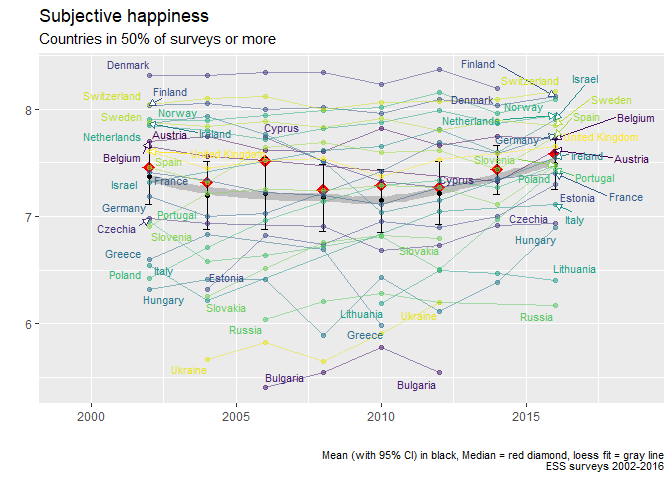 Subjective happiness
Countries in 50% of surveys or more
Denmark
Finland
Switzerland
Finland
Switzerland
Israel
Sweden
Norway
Denmark
Norway
Sweden
Netherlands
Ireland
Cyprus
Netherlands
Spain
Belgium
Austria
Germany
United Kingdom
Belgium
United Kingdom
Ireland
Austria
Spain
Slovenia
Israel
France
Cyprus
Poland
Portugal
France
Germany
Portugal
Estonia
Czechia
Czechia
Italy
Slovenia
Hungary
Greece
Slovakia
Poland
Italy
Estonia
Lithuania
Hungary
Slovakia
Lithuania
Ukraine
Russia
Russia
Greece
Ukraine
Bulgaria
Bulgaria
8
7
6
2000
2005
2010
2015
Mean (with 95% CI) in black, Median = red diamond, loess fit = gray line
ESS surveys 2002-2016